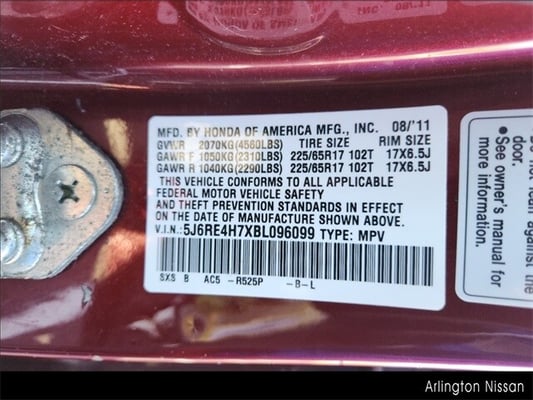 MFD. BY HONDA OF AMERICA MFG., INC. 08/'11
GVWR 2070KG(4560LBS) TIRE SIZE RIM SIZE
GAWR F 1050KG(2310LBS) 225/65R17 102T 17X6.5J
GAWR R 1040KG(2290LBS) 225/65R17 102T 17X6.5J
THIS VEHICLE CONFORMS TO ALL APPLICABLE
FEDERAL MOTOR VEHICLE SAFETY
AND THEFT PREVENTION STANDARDS IN EFFECT
ON THE DATE OF MANUFACTURE SHOWN ABOVE.
V.I.N.: 5J6RE4H7XBL096099 TYPE: MPV
SXS B AC5 -R525P -B-L
door.
See owner's
manual for
more
information
Arlington Nissan